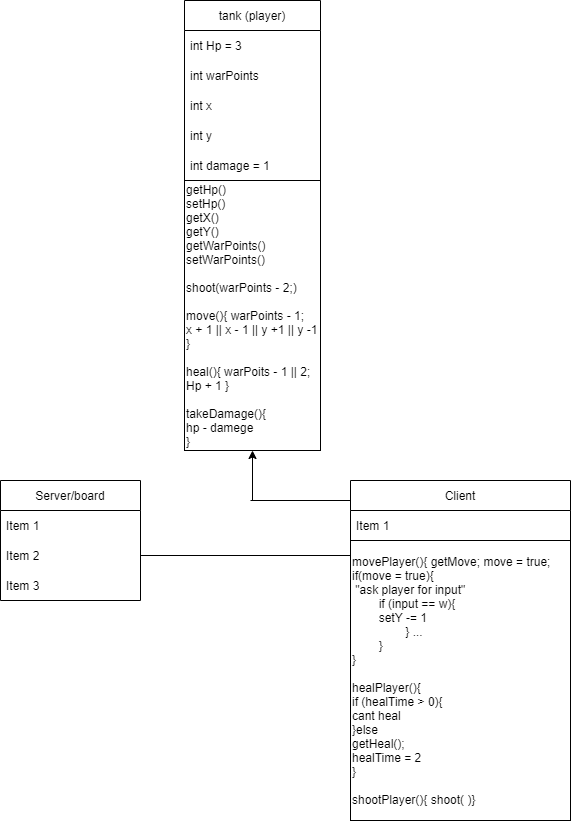 tank (player)
int Hp = 3
int warPoints
int x
int y
int damage = 1
getHp()
setHp()
getX()
getY()
getWarPoints()
setWarPoints()
shoot(warPoints - 2;)
move(){ warPoints - 1;
x + 1 || x - 1 || y +1 || y -1
}
heal(){ warPoits - 1 || 2;
Hp + 1 }
takeDamage(){
hp - damege
}
Server/board
Item 1
Item 2
Item 3
Client
Item 1
movePlayer(){ getMove; move = true;
if(move = true){
"ask player for input"
if (input == w){
setY -= 1
} ...
}
}
healPlayer(){
if (healTime > 0){
cant heal
}else
getHeal();
healTime = 2
}
shootPlayer(){ shoot( )}